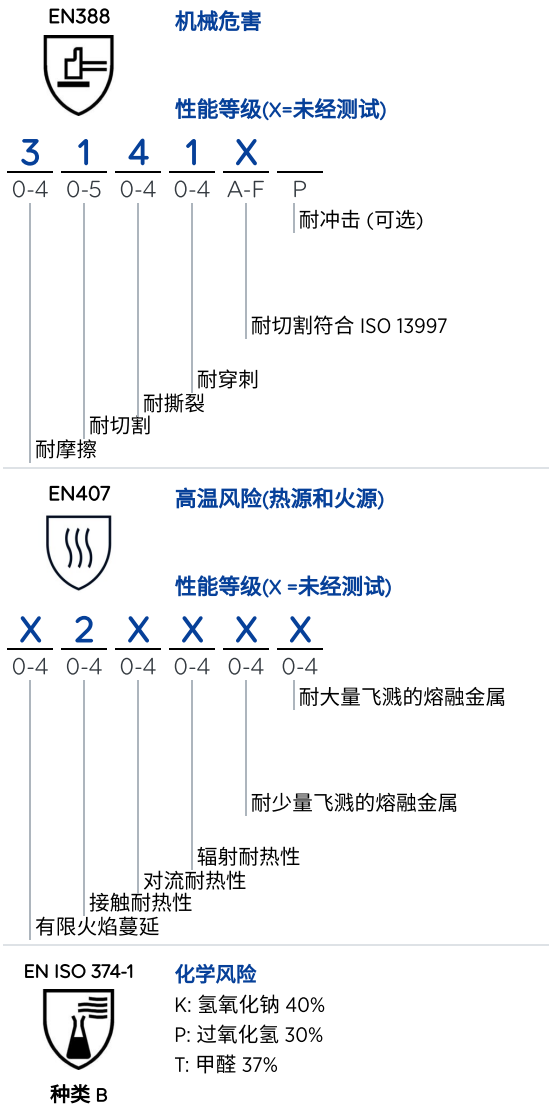 EN388
机械危害
性能等级(X=未经测试)
3 1 4 1 X
0-4 0-5 0-4 0-4 A-F P
耐冲击 (可选)
耐切割符合 ISO 13997
耐穿刺
耐撕裂
耐切割
耐摩擦
EN407
高温风险(热源和火源)
性能等级(X =未经测试)
X 2 X X X X
0-4 0-4 0-4 0-4 0-4 0-4
耐大量飞溅的熔融金属
耐少量飞溅的熔融金属
辐射耐热性
对流耐热性
接触耐热性
有限火焰蔓延
EN ISO 374-1
化学风险
K: 氢氧化钠 40%
P: 过氧化氢 30%
T: 甲醛 37%
种类 B